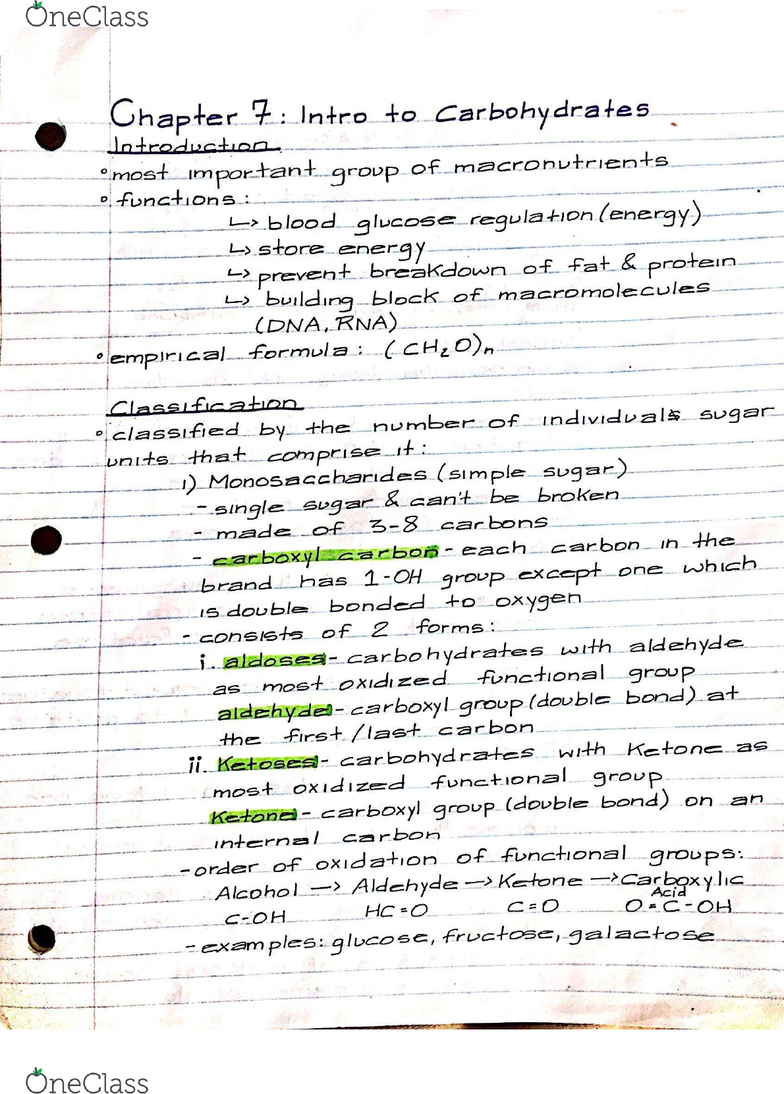 OneClass
Chapter 7: Intro to Carbohydrates
Introduction
• most important group of macronutrients
• functions:
↳ blood glucose regulation (energy)
↳ store energy
↳ prevent breakdown of fat & protein
↳ building block of macromolecules
(DNA, RNA)
• empirical formula: (CH₂O)n
Classification
• classified by the number of individuals sugar
units that comprise it:
1) Monosaccharides (simple sugar)
- single sugar & can't be broken
- made of 3-8 carbons
- carboxyl carbon - each carbon in the
brand has 1-OH group except one which
is double bonded to oxygen
- consists of 2 forms:
i. aldoses - carbohydrates with aldehyde
as most oxidized functional group
aldehyde - carboxyl group (double bond) at
the first/last carbon
ii. Ketoses - carbohydrates with Ketone as
most oxidized functional group
Ketone - carboxyl group (double bond) on an
internal carbon
- order of oxidation of functional groups:
Alcohol → Aldehyde → Ketone → Carboxylic
Acid
C-OH HC=O C=O O=C-OH
- examples: glucose, fructose, galactose
OneClass